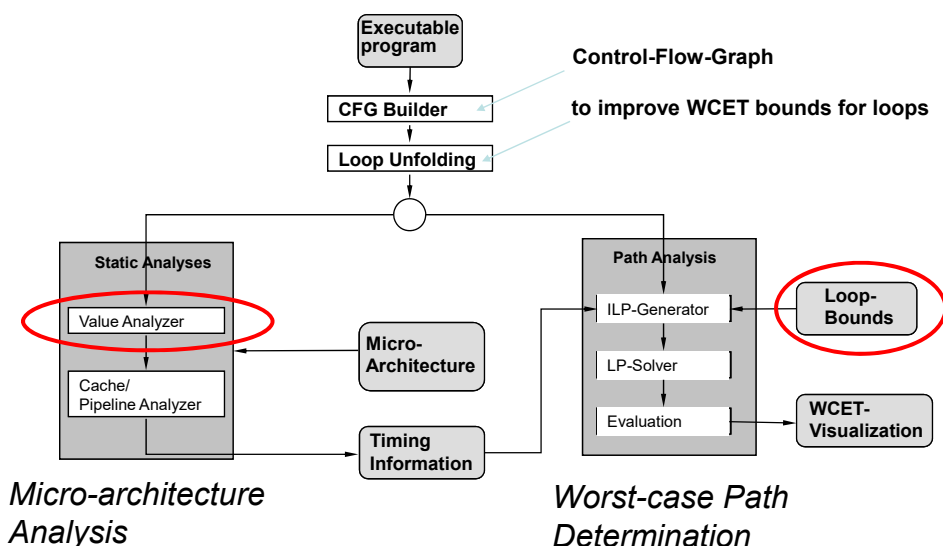 Executable
program
Control-Flow-Graph
CFG Builder
to improve WCET bounds for loops
Loop Unfolding
Static Analyses
Path Analysis
Value Analyzer
ILP-Generator
Loop-
Bounds
Micro-
Architecture
LP-Solver
Cache/
Pipeline Analyzer
Evaluation
WCET-
Visualization
Timing
Information
Micro-architecture
Analysis
Worst-case Path
Determination